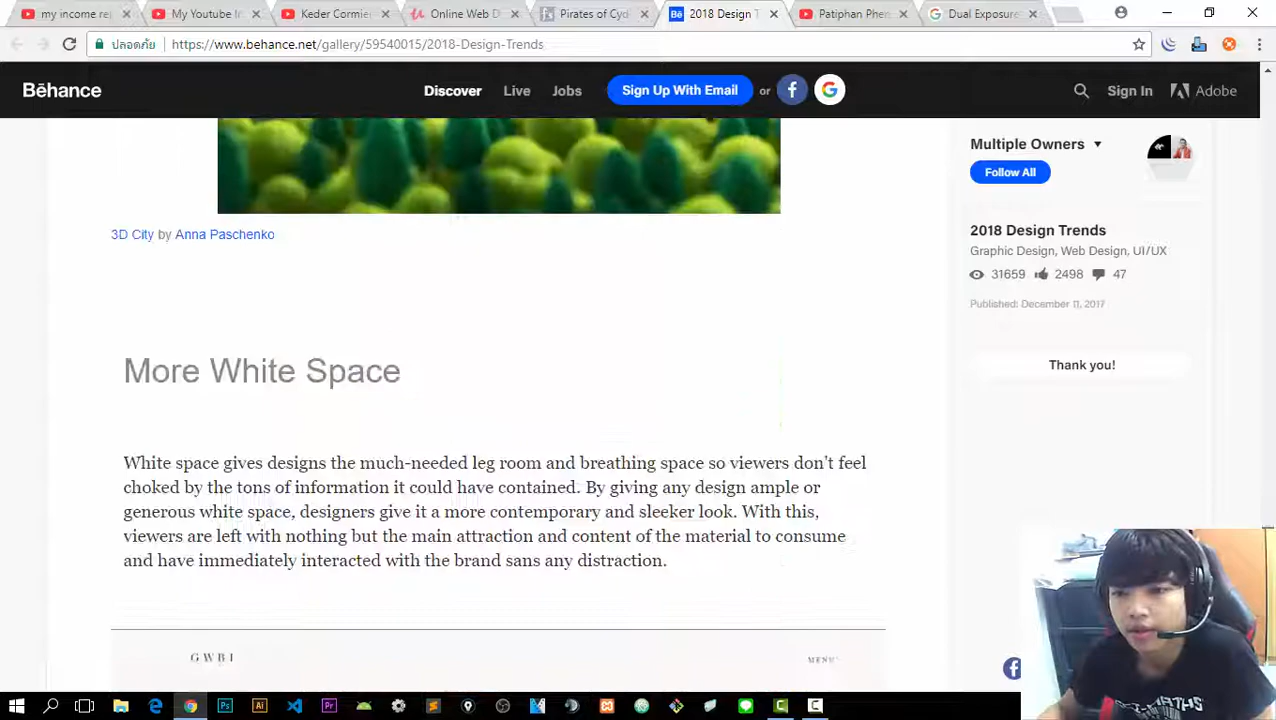 my income rep
My Youtube In
Keder Cormier
Online Web D
Pirates of Cyd
2018 Design T
Patiphan Phen
Dual Exposure
ปลอดภัย
https://www.behance.net/gallery/59540015/2018-Design-Trends
Bēhance
Discover
Live
Jobs
Sign Up With Email
or
Sign In
Adobe
Multiple Owners
Follow All
3D City by Anna Paschenko
2018 Design Trends
Graphic Design, Web Design, UI/UX
31659 2498 47
Published: December 11, 2017
Thank you!
More White Space
White space gives designs the much-needed leg room and breathing space so viewers don't feel
choked by the tons of information it could have contained. By giving any design ample or
generous white space, designers give it a more contemporary and sleeker look. With this,
viewers are left with nothing but the main attraction and content of the material to consume
and have immediately interacted with the brand sans any distraction.
GWBI
MENU